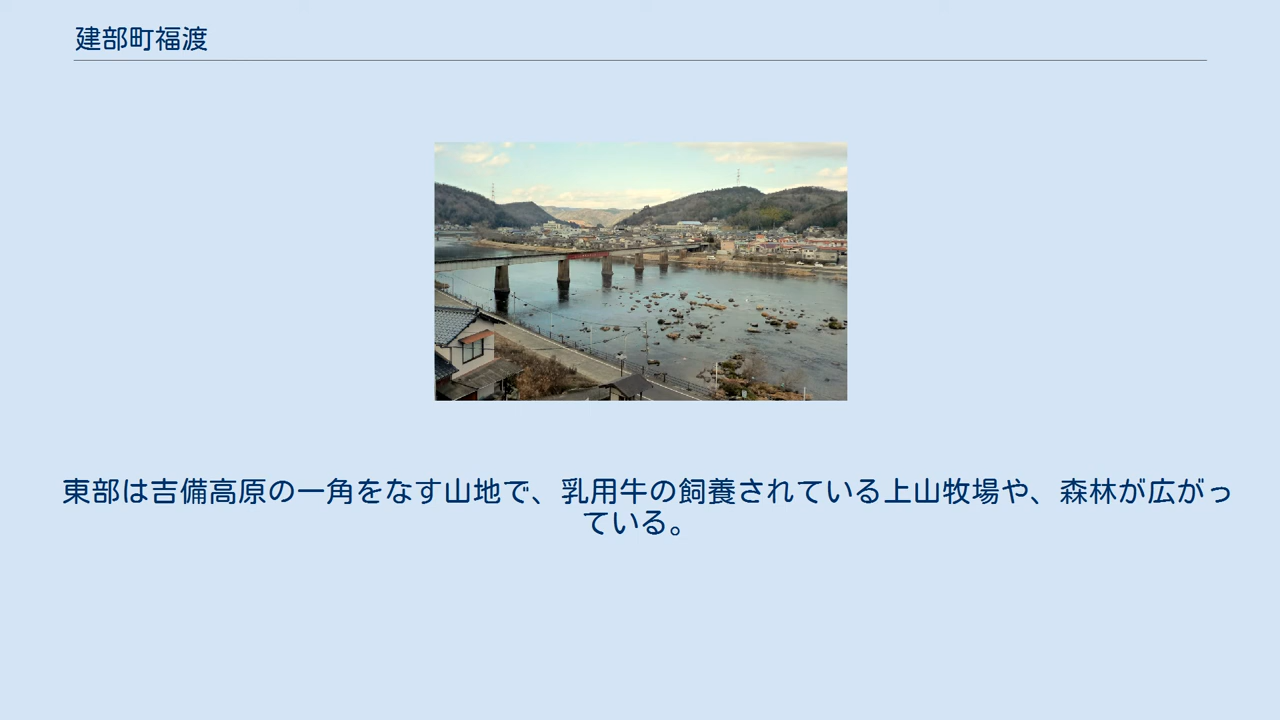 建部町福渡
東部は吉備高原の一角をなす山地で、乳用牛の飼養されている上山牧場や、森林が広がっ
ている。